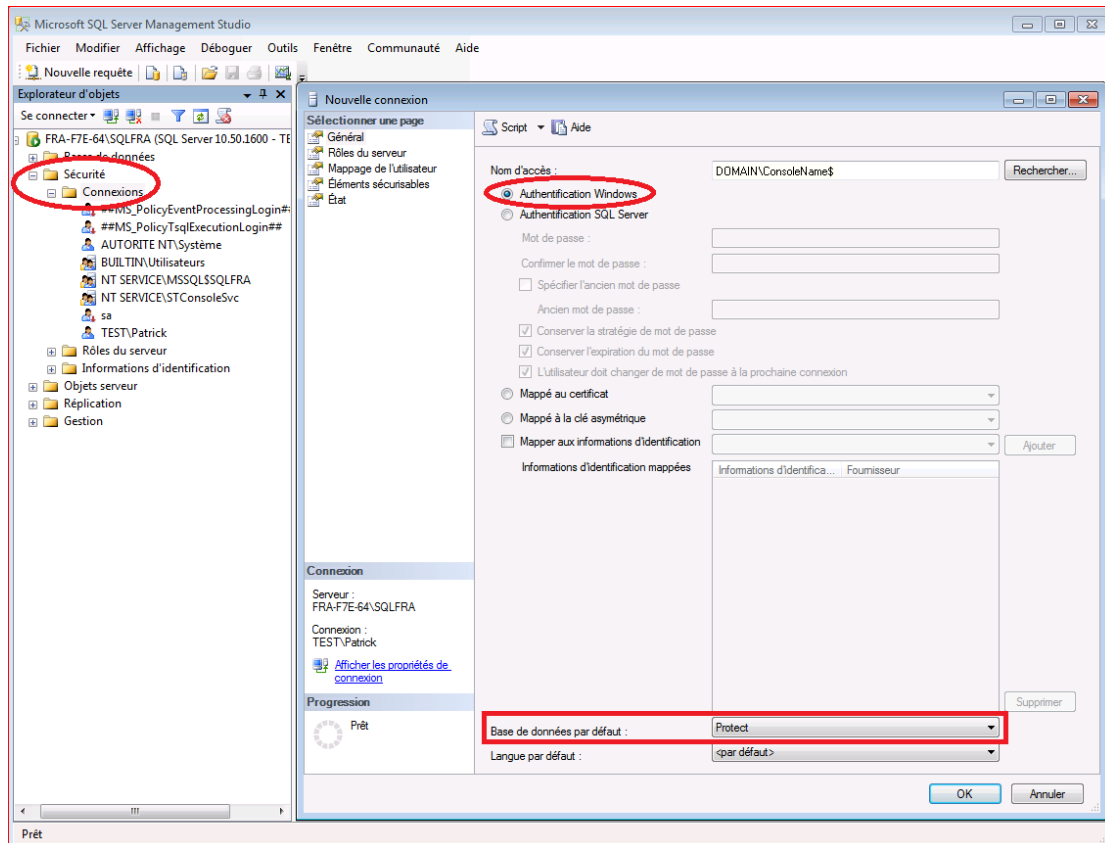 Microsoft SQL Server Management Studio
Fichier Modifier Affichage Déboguer Outils Fenêtre Communauté Aide
Nouvelle requête
Explorateur d'objets
Se connecter
FRA-F7E-64\SQLFRA (SQL Server 10.50.1600 - TE
Bases de données
Sécurité
Connexions
##MS_PolicyEventProcessingLogin##
##MS_PolicyTsqlExecutionLogin##
AUTORITE NT\Système
BUILTIN\Utilisateurs
NT SERVICE\MSSQL$SQLFRA
NT SERVICE\STConsoleSvc
sa
TEST\Patrick
Rôles du serveur
Informations d'identification
Objets serveur
Réplication
Gestion
Prêt
Nouvelle connexion
Sélectionner une page
Général
Rôles du serveur
Mappage de l'utilisateur
Éléments sécurisables
État
Connexion
Serveur :
FRA-F7E-64\SQLFRA
Connexion :
TEST\Patrick
Afficher les propriétés de
connexion
Progression
Prêt
Script Aide
Nom d'accès : DOMAIN\ConsoleName$ Rechercher...
Authentification Windows
Authentification SQL Server
Mot de passe :
Confirmer le mot de passe :
Spécifier l'ancien mot de passe
Ancien mot de passe :
Conserver la stratégie de mot de passe
Conserver l'expiration du mot de passe
L'utilisateur doit changer de mot de passe à la prochaine connexion
Mappé au certificat
Mappé à la clé asymétrique
Mapper aux informations d'identification Ajouter
Informations d'identification mappées Informations d'identifica... Fournisseur
Supprimer
Base de données par défaut : Protect
Langue par défaut : <par défaut>
OK Annuler